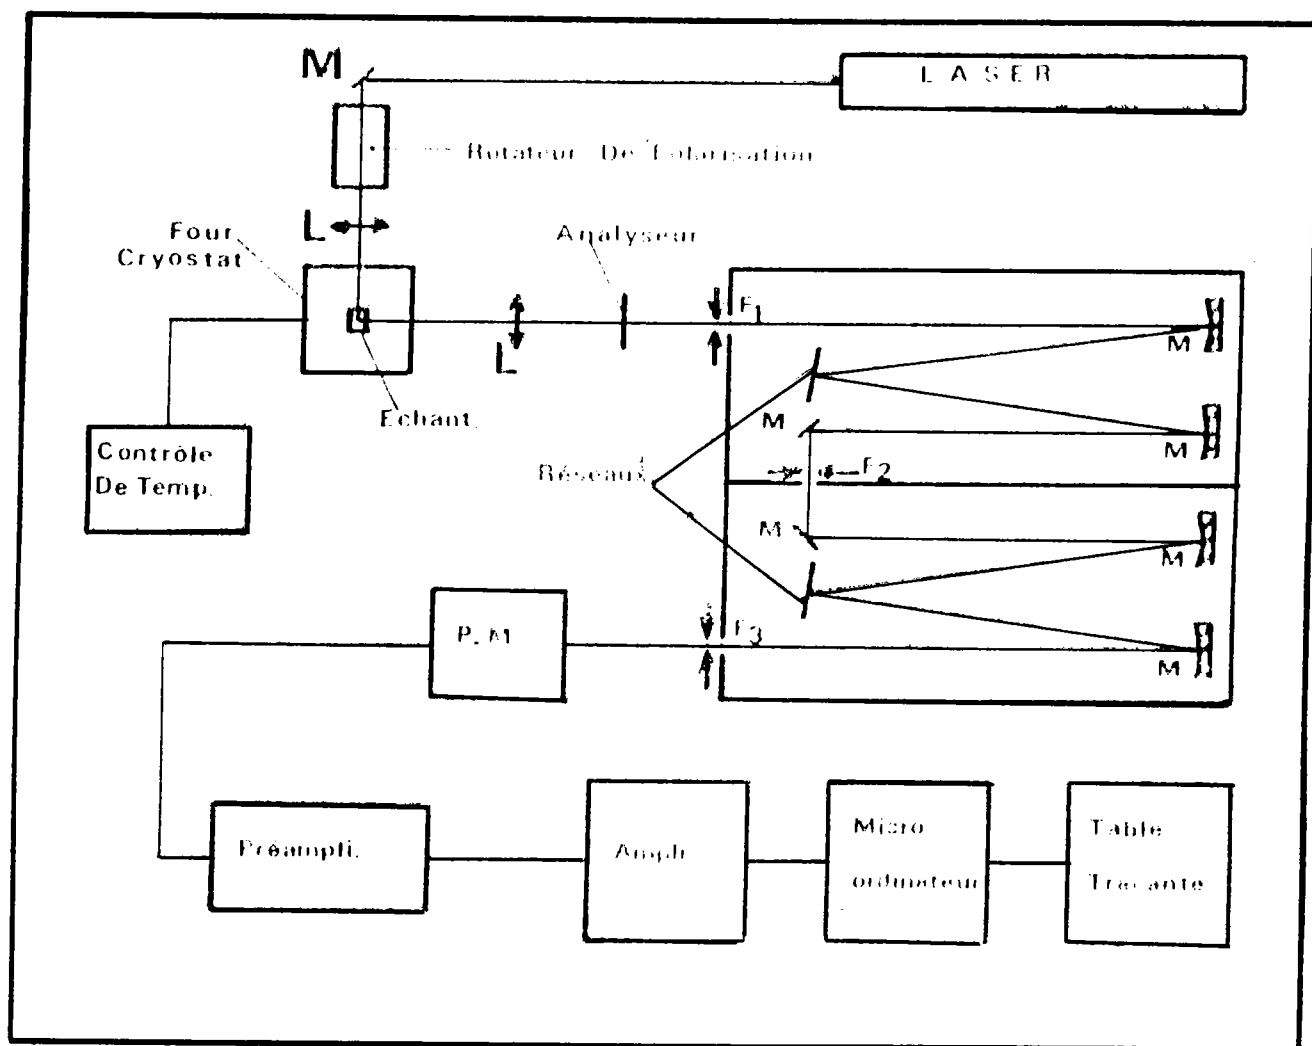 M
LASER
Rotateur De Polarisation
L
Four
Cryostat
Analyseur
F1
M
L
Echant.
M
M
Contrôle
De Temp.
Réseaux
F2
M
M
P.M
F3
M
Préampli.
Ampli
Micro
ordinateur
Table
Tracante